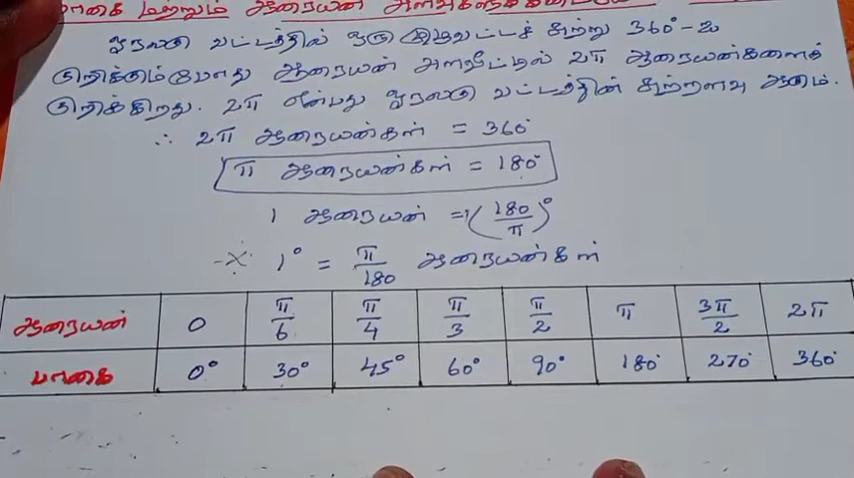 பாகை மற்றும் ஆரையன் அளவுகளுக்கிடையே
ஓரலகு வட்டத்தில் ஒரு முழுவட்டச் சுற்று 360° - ஐ
குறிக்கும்போது ஆரையன் அளவீட்டில் 2π ஆரையன்களைக்
குறிக்கிறது. 2π என்பது ஓரலகு வட்டத்தின் சுற்றளவு ஆகும்.
∴ 2π ஆரையன்கள் = 360°
π ஆரையன்கள் = 180°
1 ஆரையன் = (180/π)°
1° = π/180 ஆரையன்கள்
ஆரையன் 0 π/6 π/4 π/3 π/2 π 3π/2 2π
பாகை 0° 30° 45° 60° 90° 180° 270° 360°